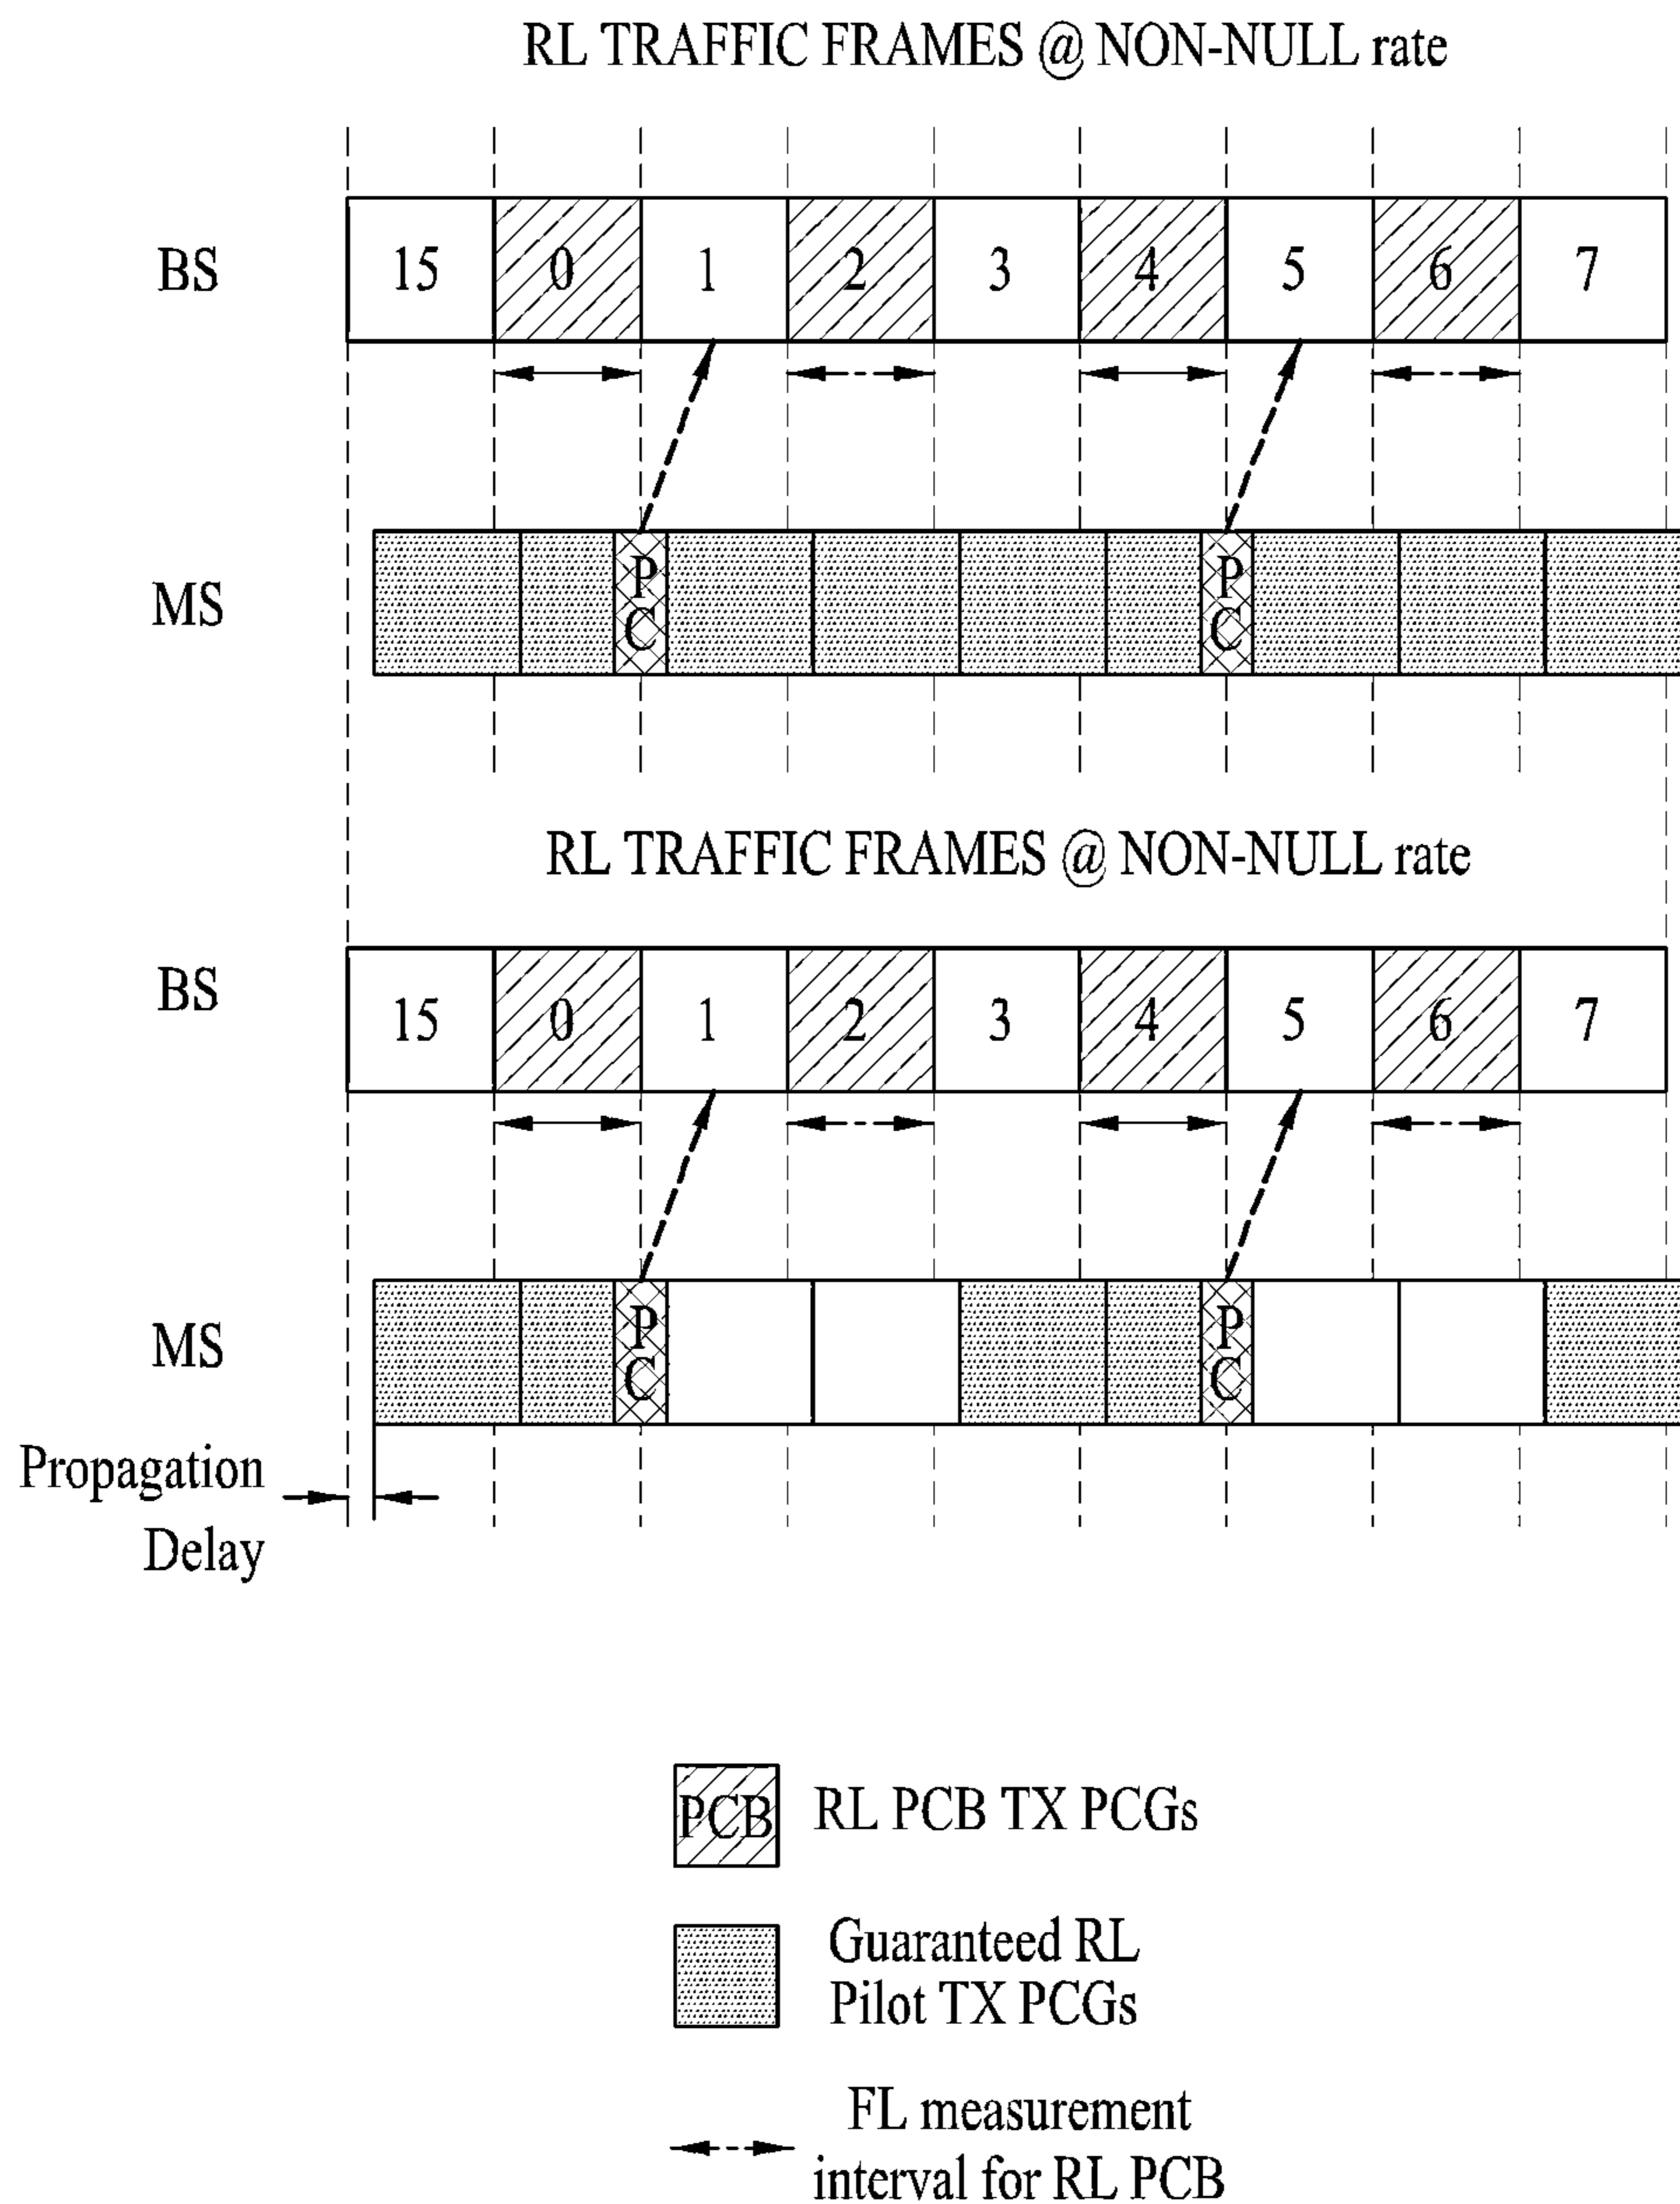 RL TRAFFIC FRAMES @ NON-NULL rate
BS
15 0 1 2 3 4 5 6 7
MS
P P
C C
RL TRAFFIC FRAMES @ NON-NULL rate
BS
15 0 1 2 3 4 5 6 7
MS
P P
C C
Propagation
Delay
PCB RL PCB TX PCGs
Guaranteed RL
Pilot TX PCGs
FL measurement
interval for RL PCB